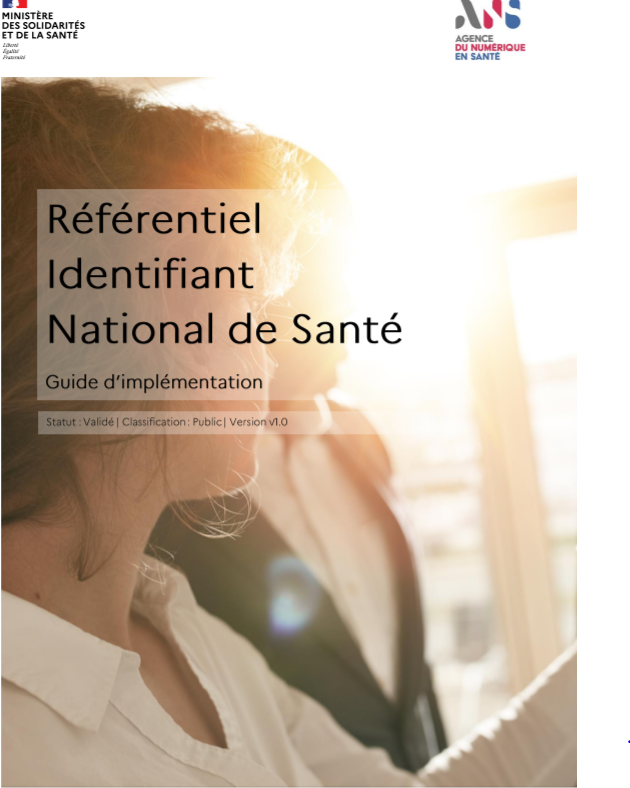 MINISTÈRE
DES SOLIDARITÉS
ET DE LA SANTÉ
Liberté
Égalité
Fraternité
ANS
AGENCE
DU NUMÉRIQUE
EN SANTÉ
Référentiel
Identifiant
National de Santé
Guide d'implémentation
Statut : Validé | Classification : Public | Version v1.0